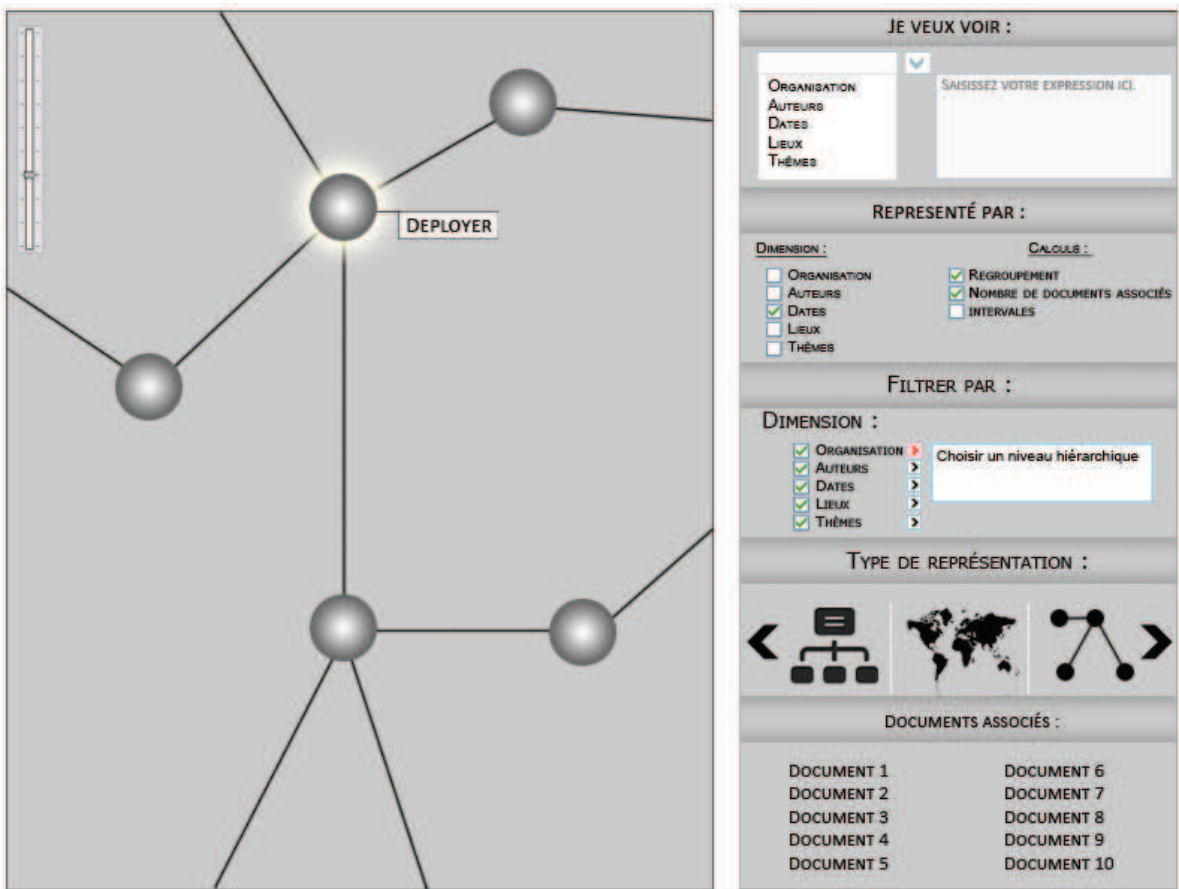 DEPLOYER
JE VEUX VOIR :
ORGANISATION
AUTEURS
DATES
LIEUX
THÈMES
SAISISSEZ VOTRE EXPRESSION ICI.
REPRESENTÉ PAR :
DIMENSION :
ORGANISATION
AUTEURS
DATES
LIEUX
THÈMES
CALCULS :
REGROUPEMENT
NOMBRE DE DOCUMENTS ASSOCIÉS
INTERVALES
FILTRER PAR :
DIMENSION :
ORGANISATION
AUTEURS
DATES
LIEUX
THÈMES
Choisir un niveau hiérarchique
TYPE DE REPRÉSENTATION :
DOCUMENTS ASSOCIÉS :
DOCUMENT 1
DOCUMENT 2
DOCUMENT 3
DOCUMENT 4
DOCUMENT 5
DOCUMENT 6
DOCUMENT 7
DOCUMENT 8
DOCUMENT 9
DOCUMENT 10